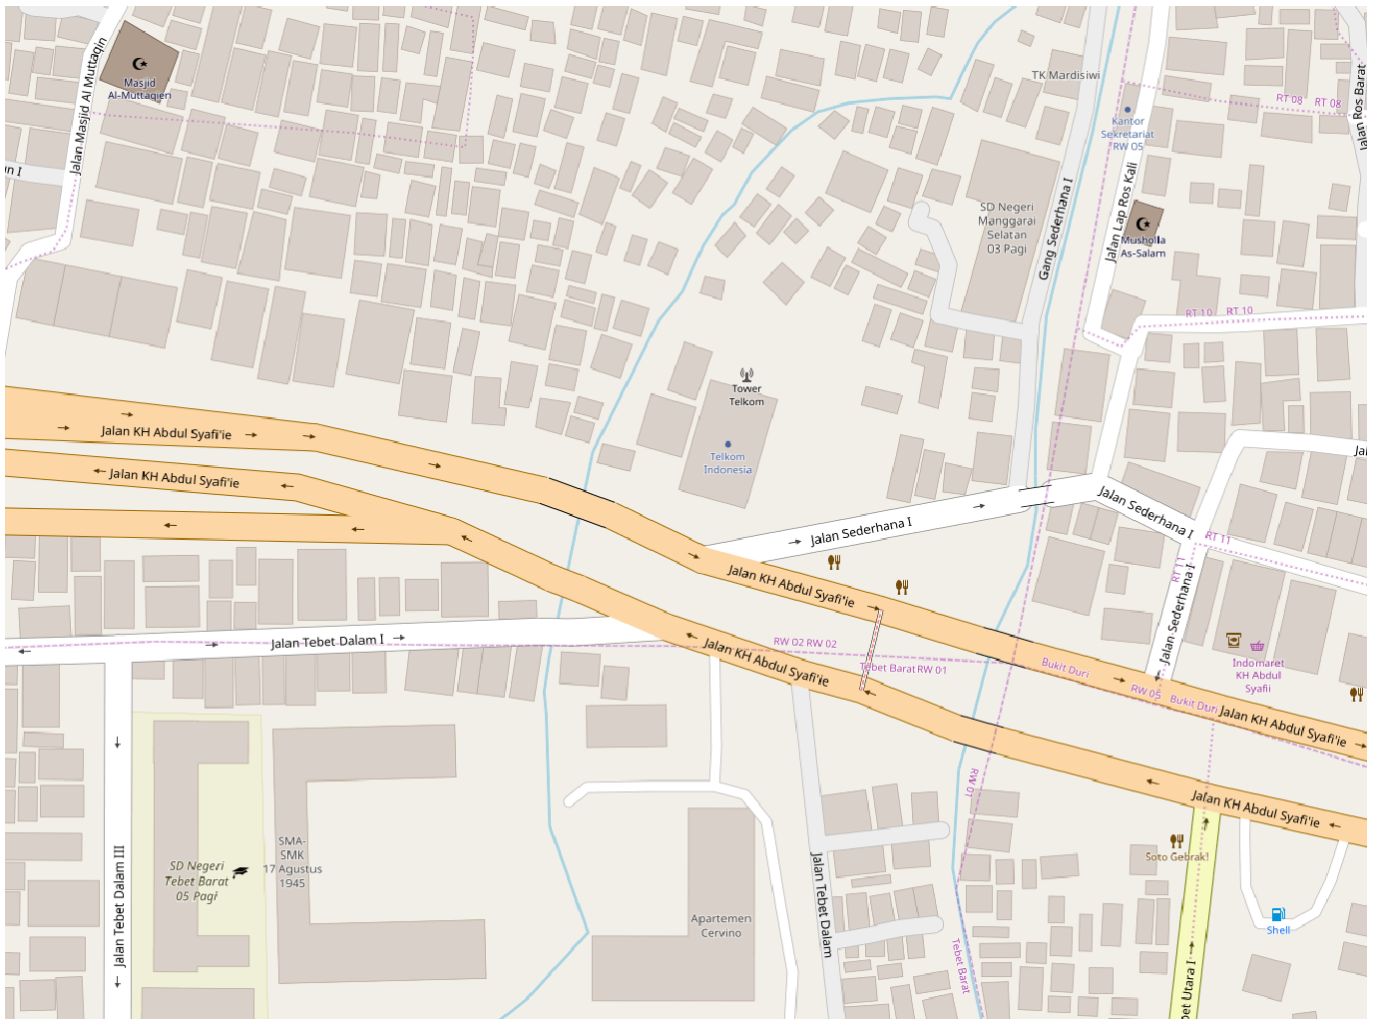 TK Mardisiwi
Masjid
Al-Muttaqien
Jalan Masjid Al Muttaqin
RT 08 RT 08
Jalan Ros Barat
Kantor
Sekretariat
RW 05
Jalan Lap Ros Kali
Gang Sederhana I
SD Negeri
Manggarai
Selatan
03 Pagi
Musholla
As-Salam
RT 10 RT 10
Tower
Telkom
Telkom
Indonesia
Jalan KH Abdul Syafi'ie
Jalan KH Abdul Syafi'ie
Jalan Sederhana I
Jalan Sederhana I
RT 11
RT 11
Jalan Sederhana I
Jalan KH Abdul Syafi'ie
Jalan Tebet Dalam I
RW 02 RW 02
Jalan KH Abdul Syafi'ie
Tebet Barat RW 01
Bukit Duri
RW 05
Bukit Duri
Jalan KH Abdul Syafi'ie
Indomaret
KH Abdul
Syafii
RW 01
Jalan KH Abdul Syafi'ie
SD Negeri
Tebet Barat
05 Pagi
SMA-
SMK
17 Agustus
1945
Jalan Tebet Dalam III
Jalan Tebet Dalam
Apartemen
Cervino
Soto Gebrak!
Shell
Tebet Barat
bet Utara I